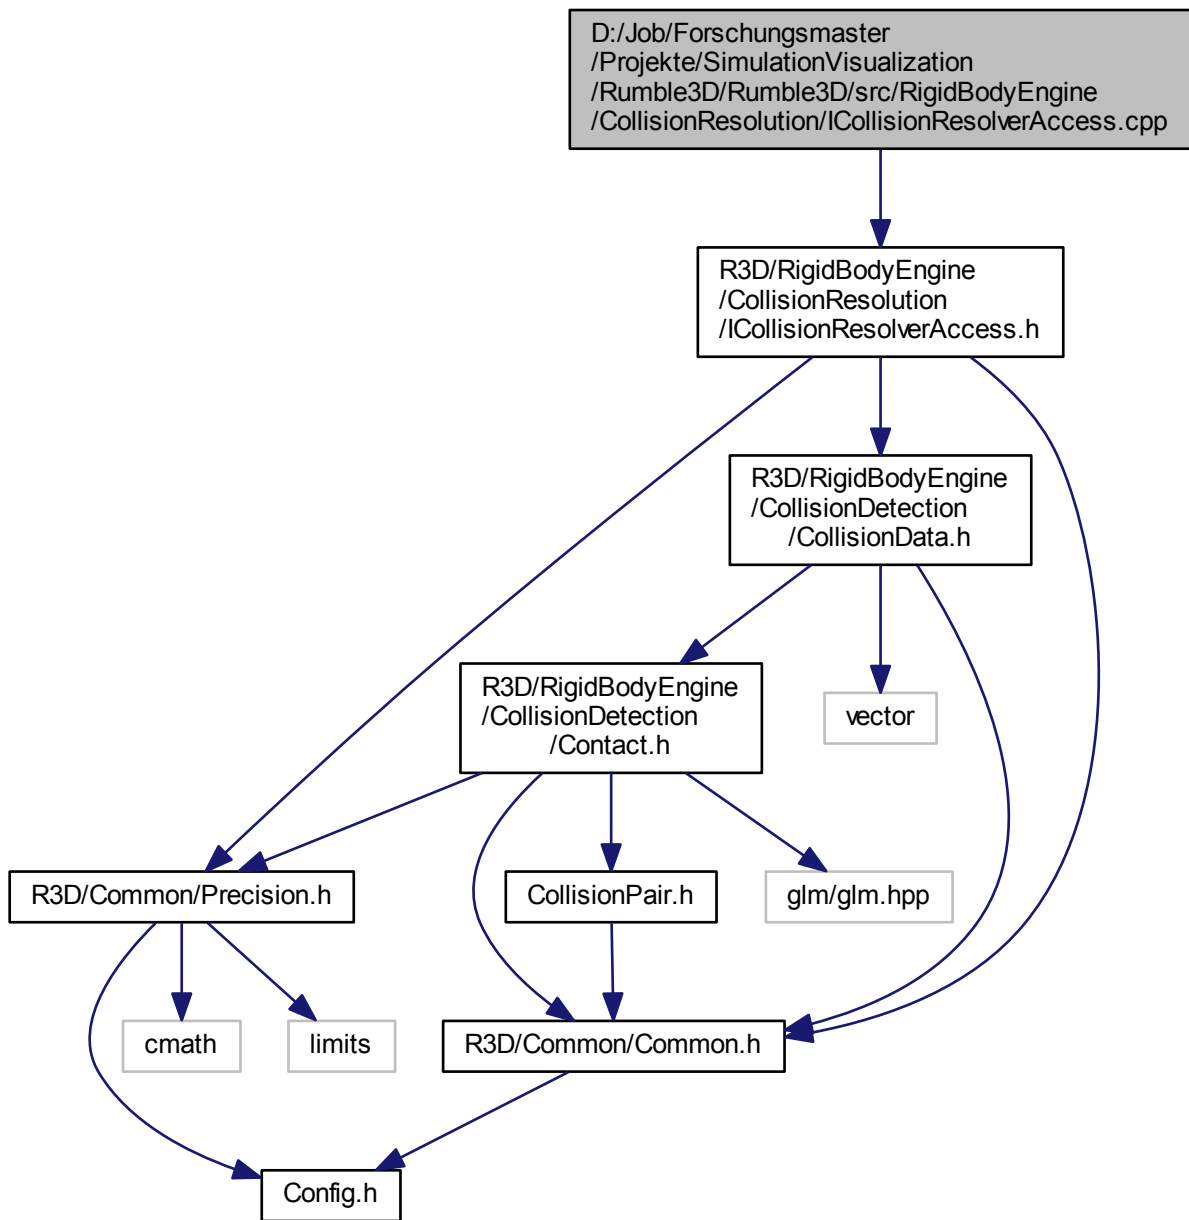 D:/Job/Forschungsmaster
/Projekte/SimulationVisualization
/Rumble3D/Rumble3D/src/RigidBodyEngine
/CollisionResolution/ICollisionResolverAccess.cpp
R3D/RigidBodyEngine
/CollisionResolution
/ICollisionResolverAccess.h
R3D/RigidBodyEngine
/CollisionDetection
/CollisionData.h
R3D/RigidBodyEngine
/CollisionDetection
/Contact.h
vector
R3D/Common/Precision.h
CollisionPair.h
glm/glm.hpp
cmath
limits
R3D/Common/Common.h
Config.h